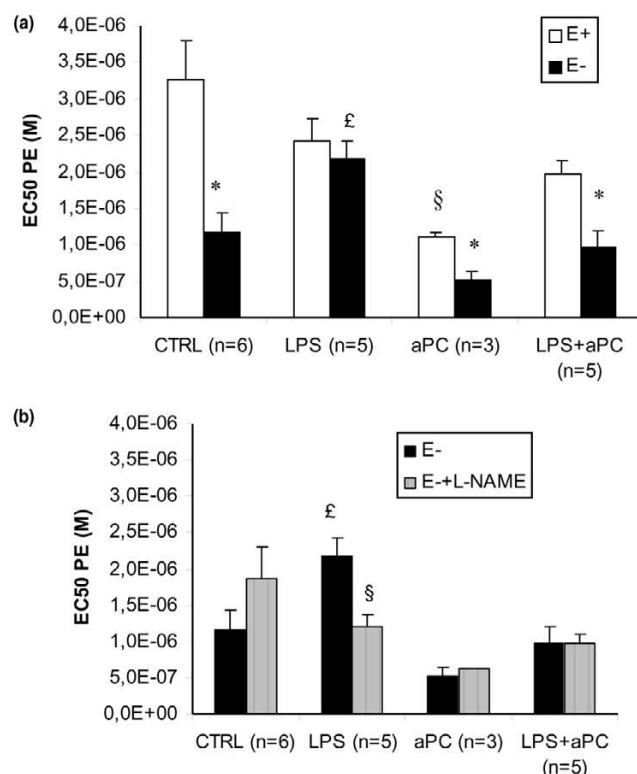 (a)
E+
E-
EC50 PE (M)
4,0E-06
3,5E-06
3,0E-06
2,5E-06
2,0E-06
1,5E-06
1,0E-06
5,0E-07
0,0E+00
*
£
§
*
*
CTRL (n=6) LPS (n=5) aPC (n=3) LPS+aPC
(n=5)
(b)
E-
E-+L-NAME
EC50 PE (M)
4,0E-06
3,5E-06
3,0E-06
2,5E-06
2,0E-06
1,5E-06
1,0E-06
5,0E-07
0,0E+00
£
§
CTRL (n=6) LPS (n=5) aPC (n=3) LPS+aPC
(n=5)